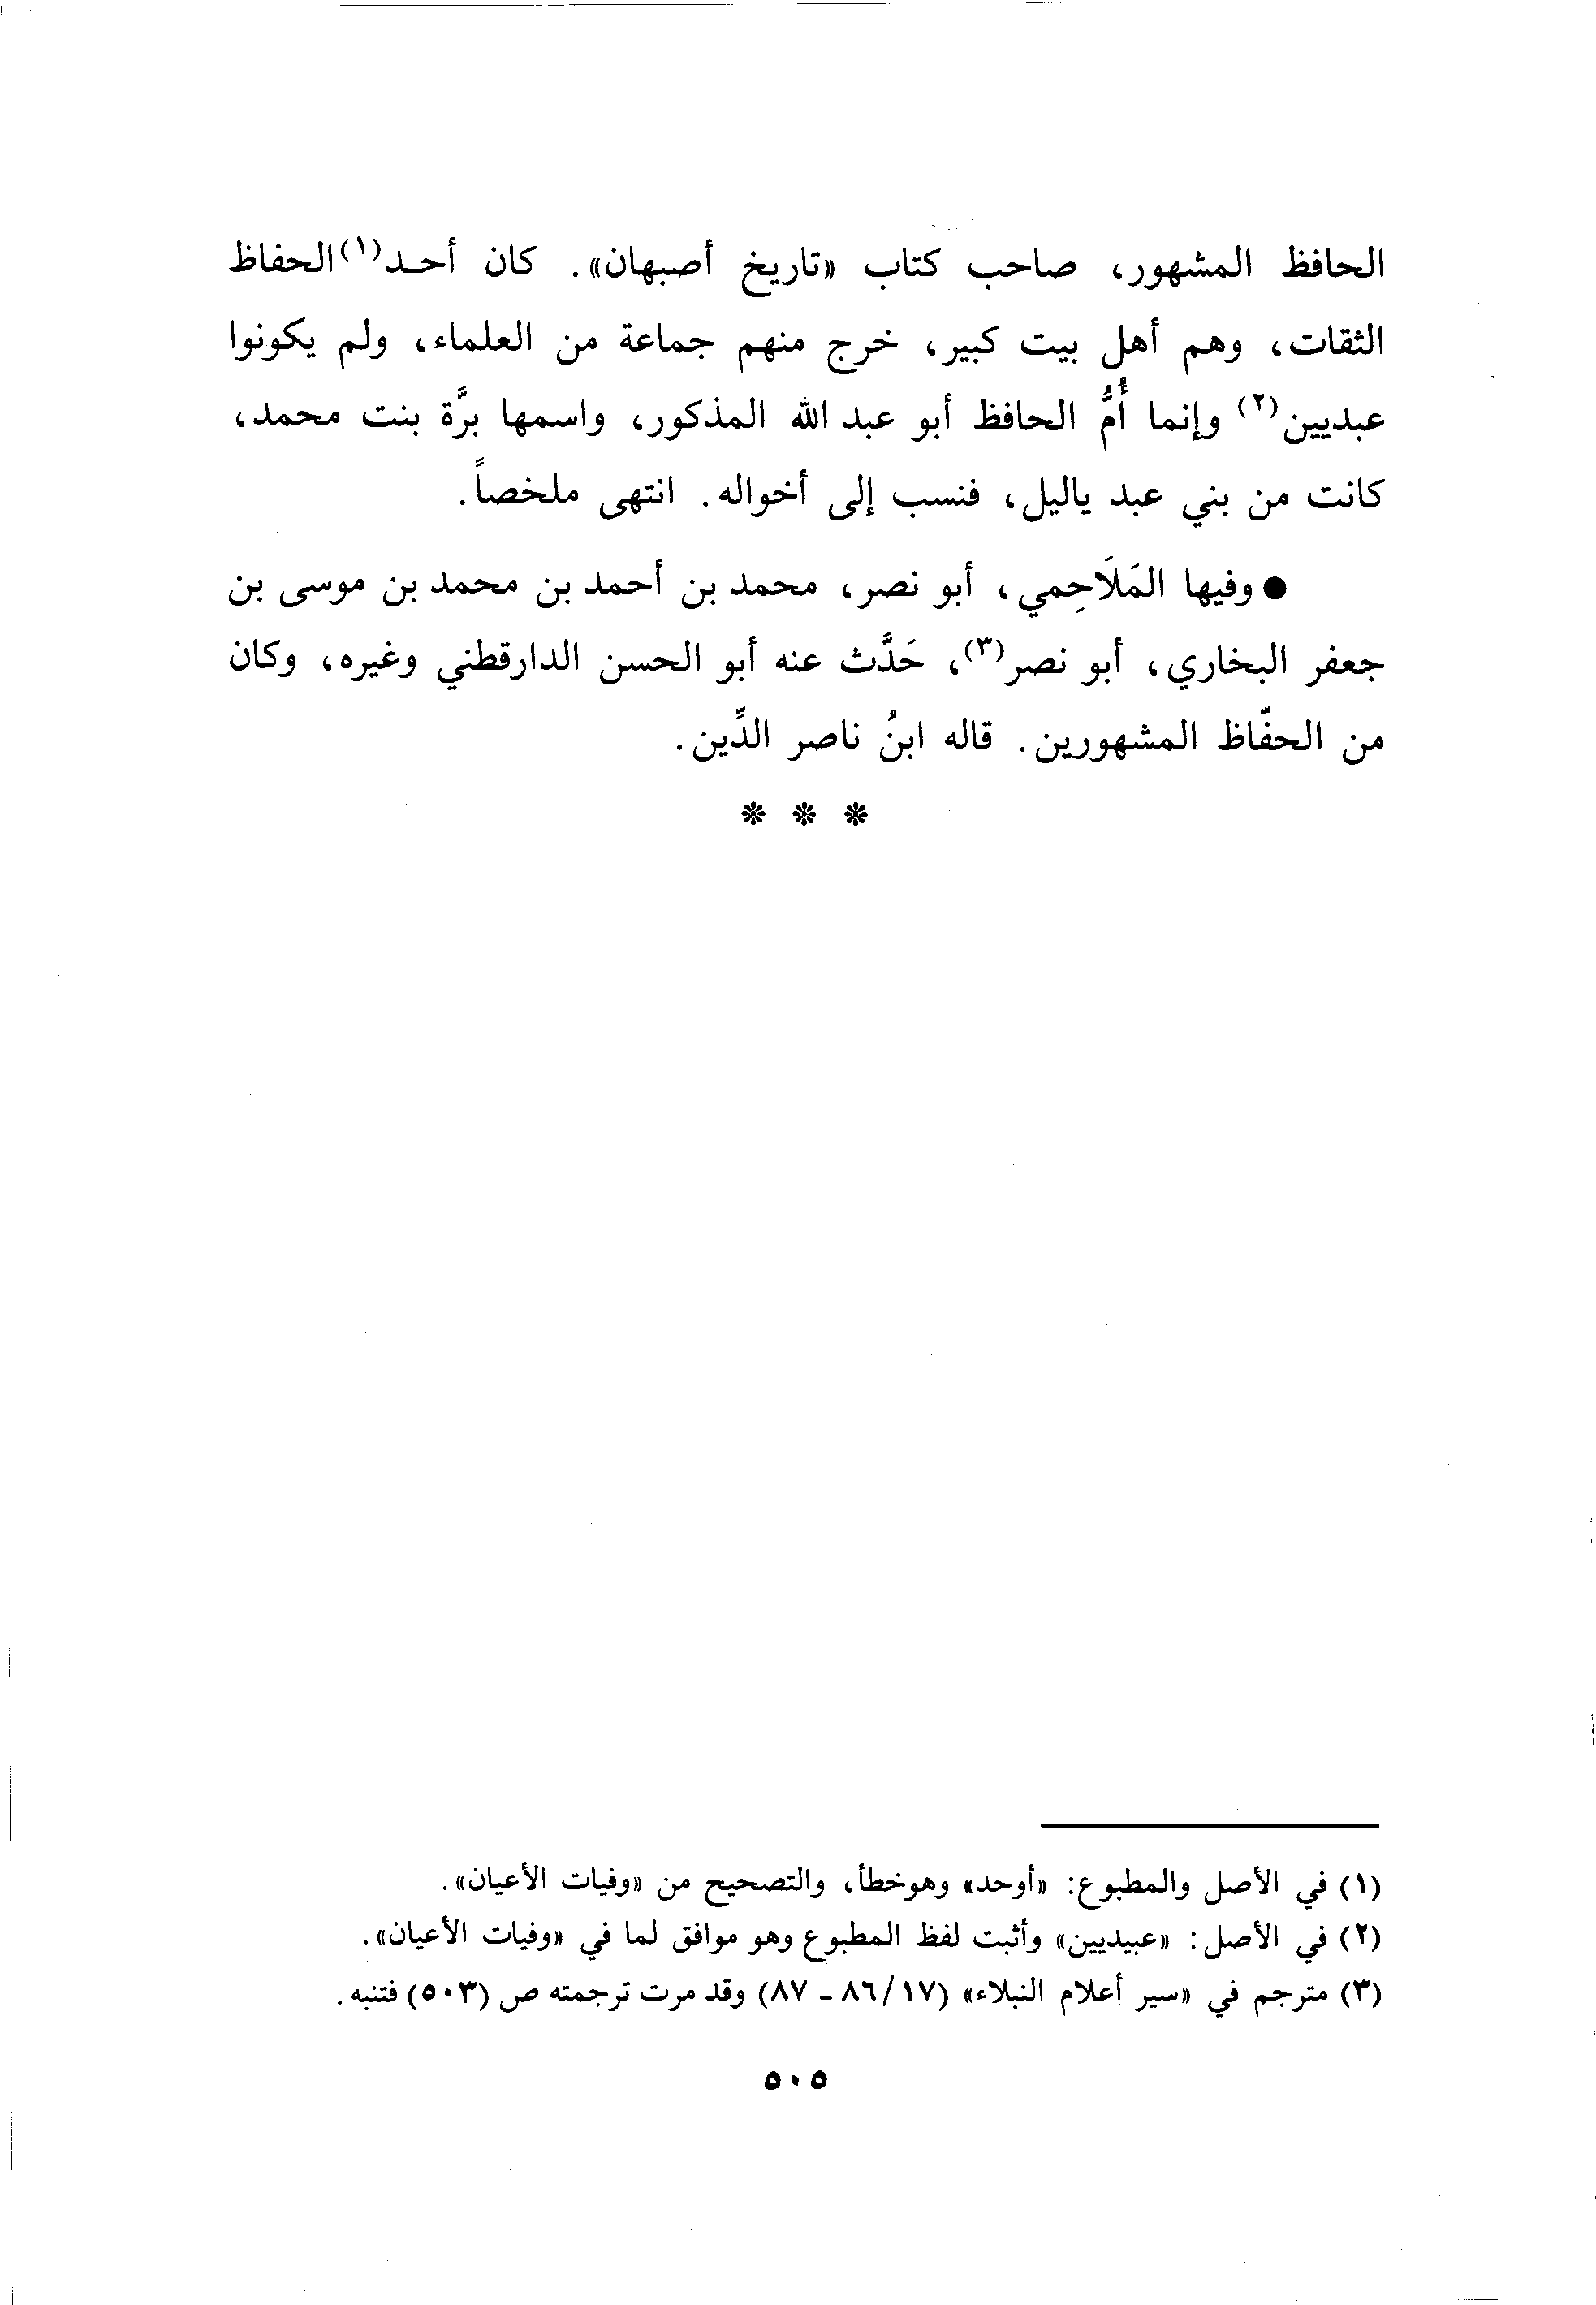 الحافظ المشهور، صاحب كتاب «تاريخ أصبهان». كان أحد(١) الحفاظ
الثقات، وهم أهل بيت كبير، خرج منهم جماعة من العلماء، ولم يكونوا
عبديين(٢) وإنما أُمُّ الحافظ أبو عبد الله المذكور، واسمها برَّة بنت محمد،
كانت من بني عبد ياليل، فنسب إلى أخواله. انتهى ملخصاً.
● وفيها المَلَاحِمي، أبو نصر، محمد بن أحمد بن محمد بن موسى بن
جعفر البخاري، أبو نصر(٣)، حَدَّث عنه أبو الحسن الدارقطني وغيره، وكان
من الحفّاظ المشهورين. قاله ابنُ ناصر الدِّين.
* * *
(١) في الأصل والمطبوع: «أوحد» وهوخطأ، والتصحيح من «وفيات الأعيان».
(٢) في الأصل: «عبيديين» وأثبت لفظ المطبوع وهو موافق لما في «وفيات الأعيان».
(٣) مترجم في «سير أعلام النبلاء» (١٧/ ٨٦ - ٨٧) وقد مرت ترجمته ص (٥٠٣) فتنبه.
٥٠٥